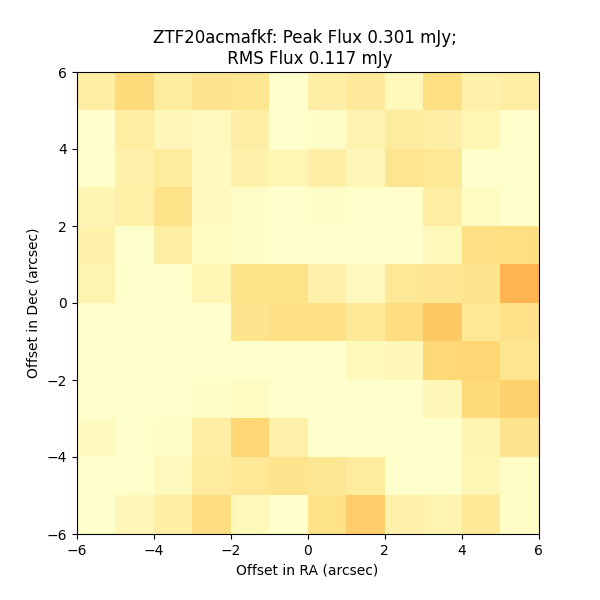 ZTF20acmafkf: Peak Flux 0.301 mJy;
RMS Flux 0.117 mJy
6
4
2
0
−2
−4
−6
Offset in Dec (arcsec)
−6 −4 −2 0 2 4 6
Offset in RA (arcsec)